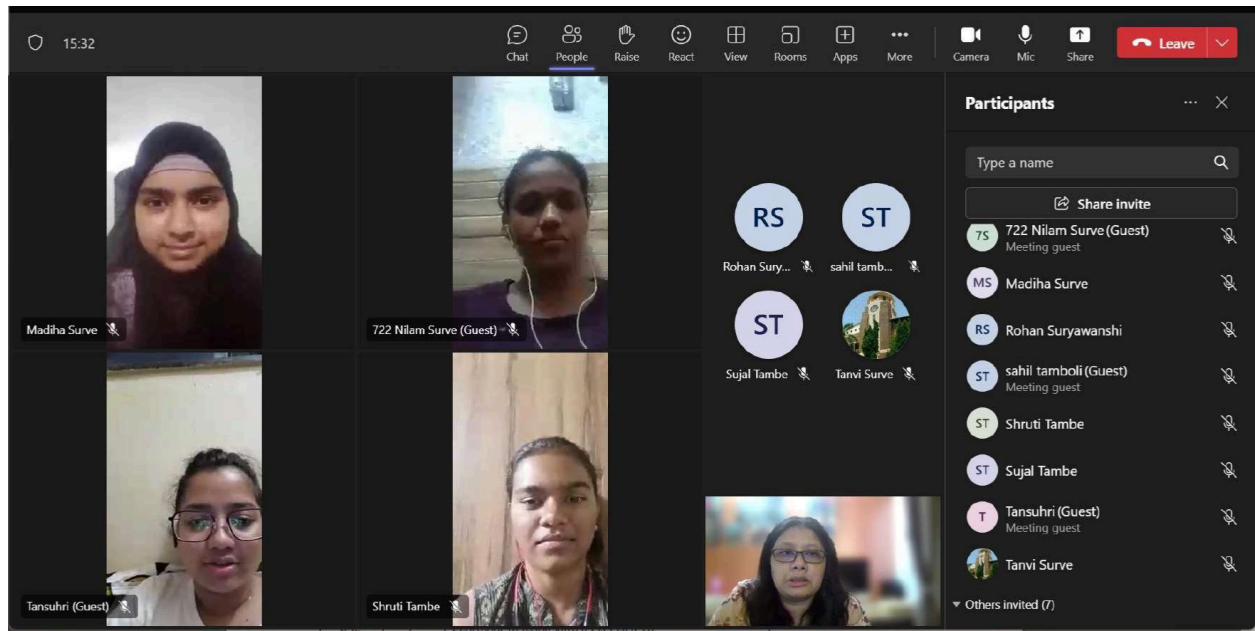 15:32
Chat
People
Raise
React
View
Rooms
Apps
More
Camera
Mic
Share
Leave
Madiha Surve
722 Nilam Surve (Guest)
Tansuhri (Guest)
Shruti Tambe
RS
Rohan Sury...
ST
sahil tamb...
ST
Sujal Tambe
Tanvi Surve
Participants
Type a name
Share invite
7S
722 Nilam Surve (Guest)
Meeting guest
MS
Madiha Surve
RS
Rohan Suryawanshi
ST
sahil tamboli (Guest)
Meeting guest
ST
Shruti Tambe
ST
Sujal Tambe
T
Tansuhri (Guest)
Meeting guest
Tanvi Surve
Others invited (7)